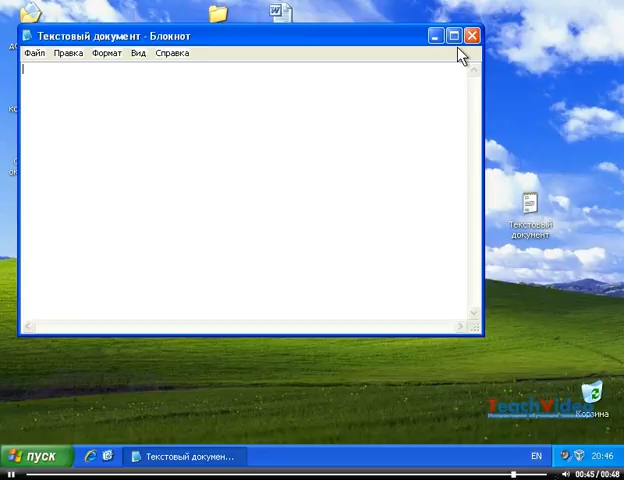 Текстовый документ - Блокнот
Файл Правка Формат Вид Справка
Текстовый
документ
TeachVideo
Корзина
пуск
Текстовый докумен...
EN
20:46
00:45 / 00:48